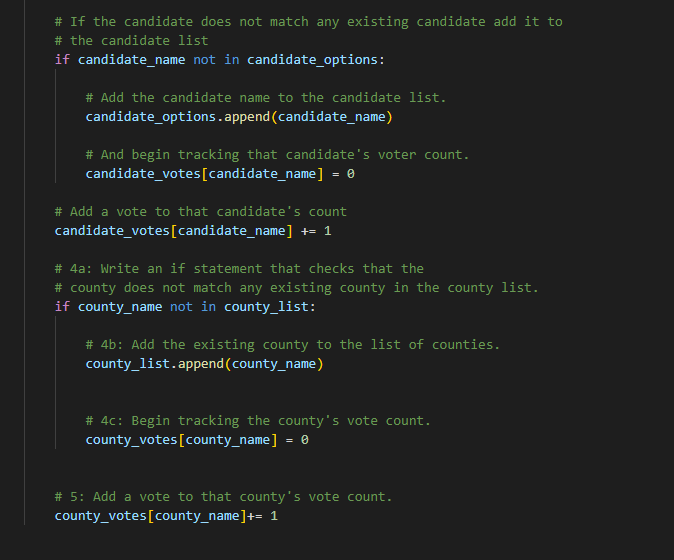 # If the candidate does not match any existing candidate add it to
# the candidate list
if candidate_name not in candidate_options:
# Add the candidate name to the candidate list.
candidate_options.append(candidate_name)
# And begin tracking that candidate's voter count.
candidate_votes[candidate_name] = 0
# Add a vote to that candidate's count
candidate_votes[candidate_name] += 1
# 4a: Write an if statement that checks that the
# county does not match any existing county in the county list.
if county_name not in county_list:
# 4b: Add the existing county to the list of counties.
county_list.append(county_name)
# 4c: Begin tracking the county's vote count.
county_votes[county_name] = 0
# 5: Add a vote to that county's vote count.
county_votes[county_name]+= 1